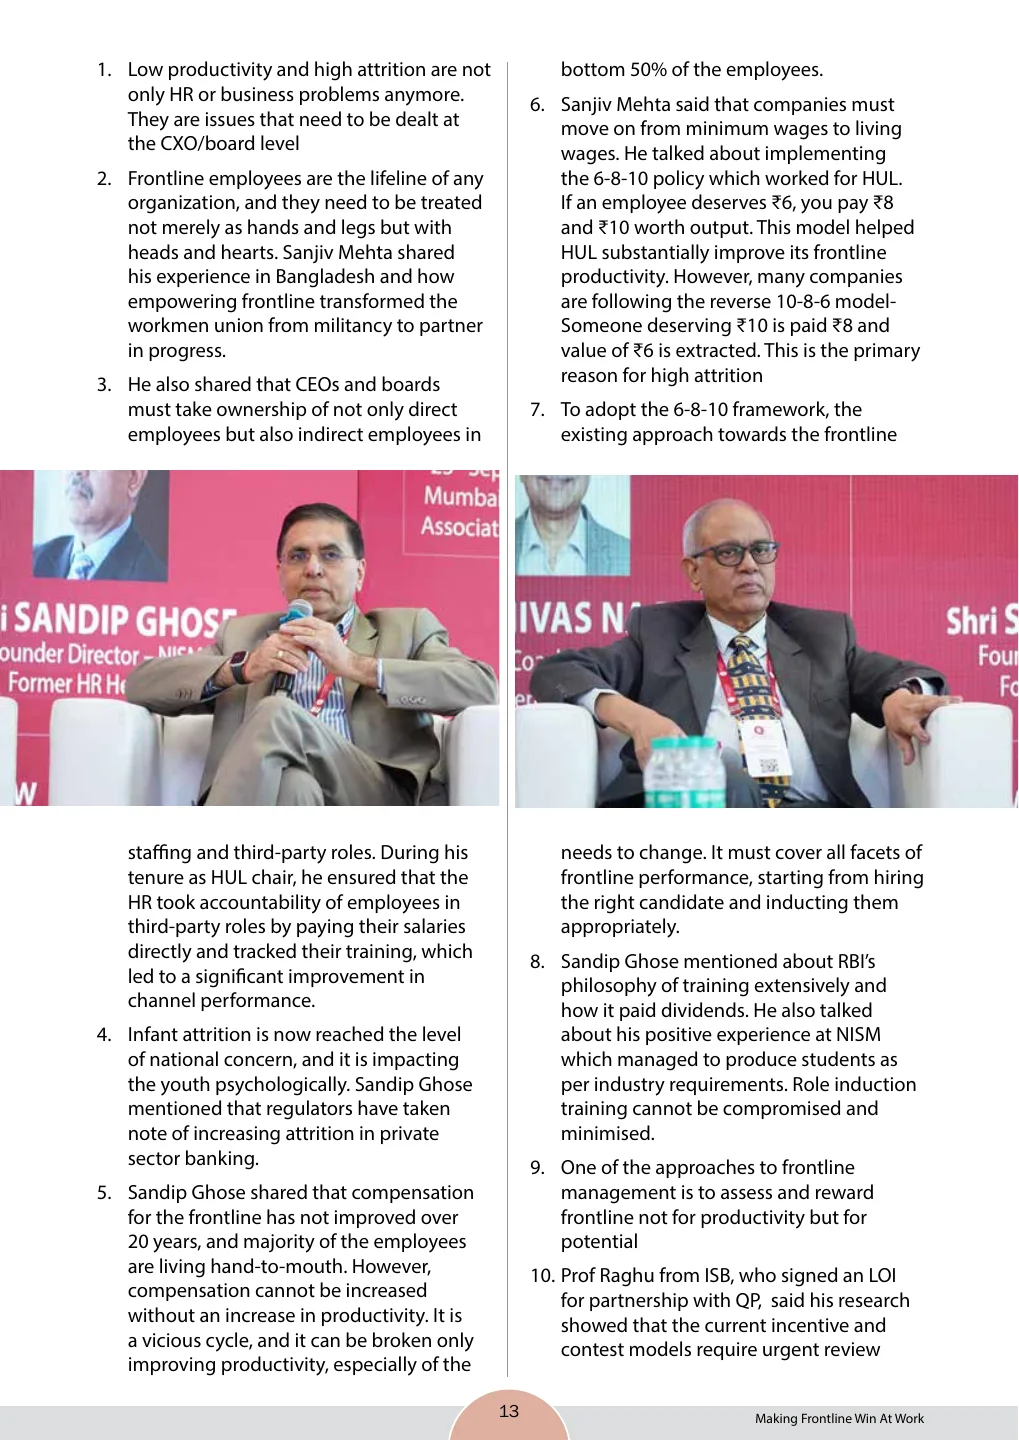 1. Low productivity and high attrition are not
only HR or business problems anymore.
They are issues that need to be dealt at
the CXO/board level
2. Frontline employees are the lifeline of any
organization, and they need to be treated
not merely as hands and legs but with
heads and hearts. Sanjiv Mehta shared
his experience in Bangladesh and how
empowering frontline transformed the
workmen union from militancy to partner
in progress.
3. He also shared that CEOs and boards
must take ownership of not only direct
employees but also indirect employees in
Mumbai
Associat
i SANDIP GHOSE
ounder Director – NISM
Former HR He
W
staffing and third-party roles. During his
tenure as HUL chair, he ensured that the
HR took accountability of employees in
third-party roles by paying their salaries
directly and tracked their training, which
led to a significant improvement in
channel performance.
4. Infant attrition is now reached the level
of national concern, and it is impacting
the youth psychologically. Sandip Ghose
mentioned that regulators have taken
note of increasing attrition in private
sector banking.
5. Sandip Ghose shared that compensation
for the frontline has not improved over
20 years, and majority of the employees
are living hand-to-mouth. However,
compensation cannot be increased
without an increase in productivity. It is
a vicious cycle, and it can be broken only
improving productivity, especially of the
bottom 50% of the employees.
6. Sanjiv Mehta said that companies must
move on from minimum wages to living
wages. He talked about implementing
the 6-8-10 policy which worked for HUL.
If an employee deserves ₹6, you pay ₹8
and ₹10 worth output. This model helped
HUL substantially improve its frontline
productivity. However, many companies
are following the reverse 10-8-6 model-
Someone deserving ₹10 is paid ₹8 and
value of ₹6 is extracted. This is the primary
reason for high attrition
7. To adopt the 6-8-10 framework, the
existing approach towards the frontline
IVAS NA
Shri S
Coa
Foun
needs to change. It must cover all facets of
frontline performance, starting from hiring
the right candidate and inducting them
appropriately.
8. Sandip Ghose mentioned about RBI's
philosophy of training extensively and
how it paid dividends. He also talked
about his positive experience at NISM
which managed to produce students as
per industry requirements. Role induction
training cannot be compromised and
minimised.
9. One of the approaches to frontline
management is to assess and reward
frontline not for productivity but for
potential
10. Prof Raghu from ISB, who signed an LOI
for partnership with QP,  said his research
showed that the current incentive and
contest models require urgent review
13
Making Frontline Win At Work